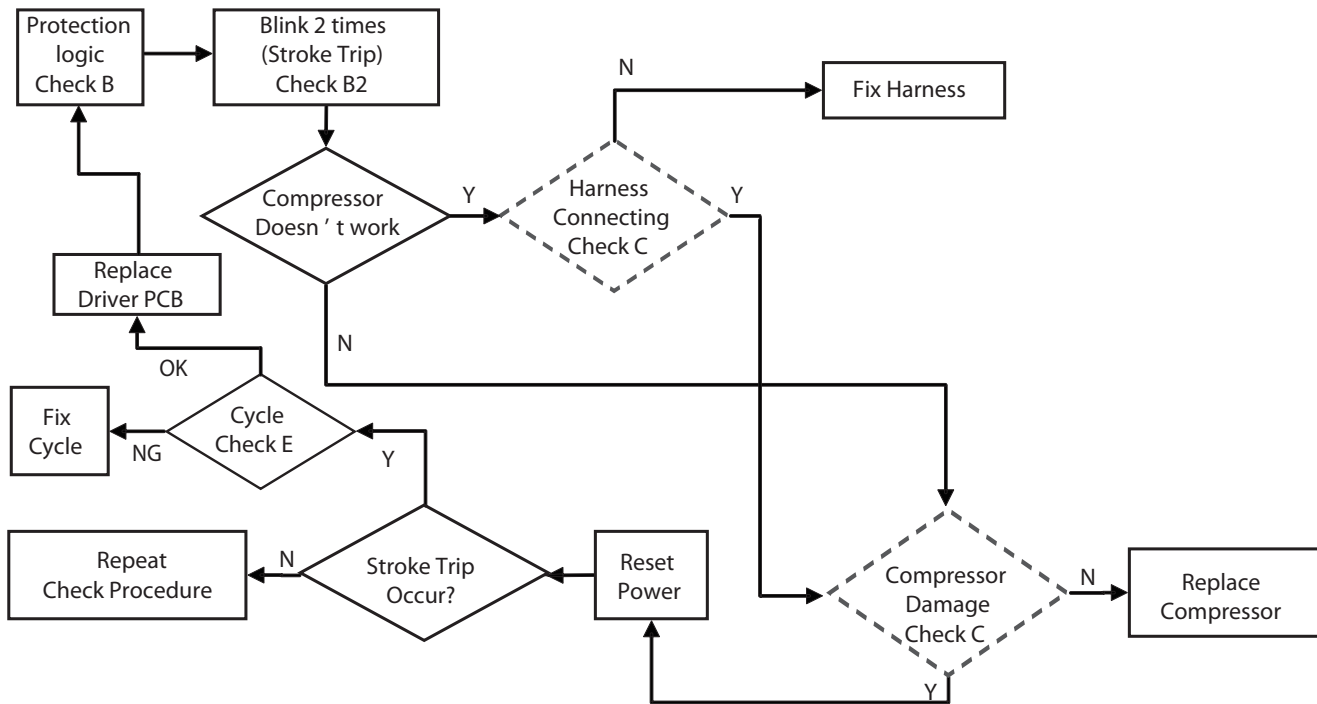 Protection
logic
Check B
Blink 2 times
(Stroke Trip)
Check B2
N
Fix Harness
Compressor
Doesn ’ t work
Y
Harness
Connecting
Check C
Y
Replace
Driver PCB
N
OK
Fix
Cycle
NG
Cycle
Check E
Y
Repeat
Check Procedure
N
Stroke Trip
Occur?
Reset
Power
Compressor
Damage
Check C
N
Replace
Compressor
Y